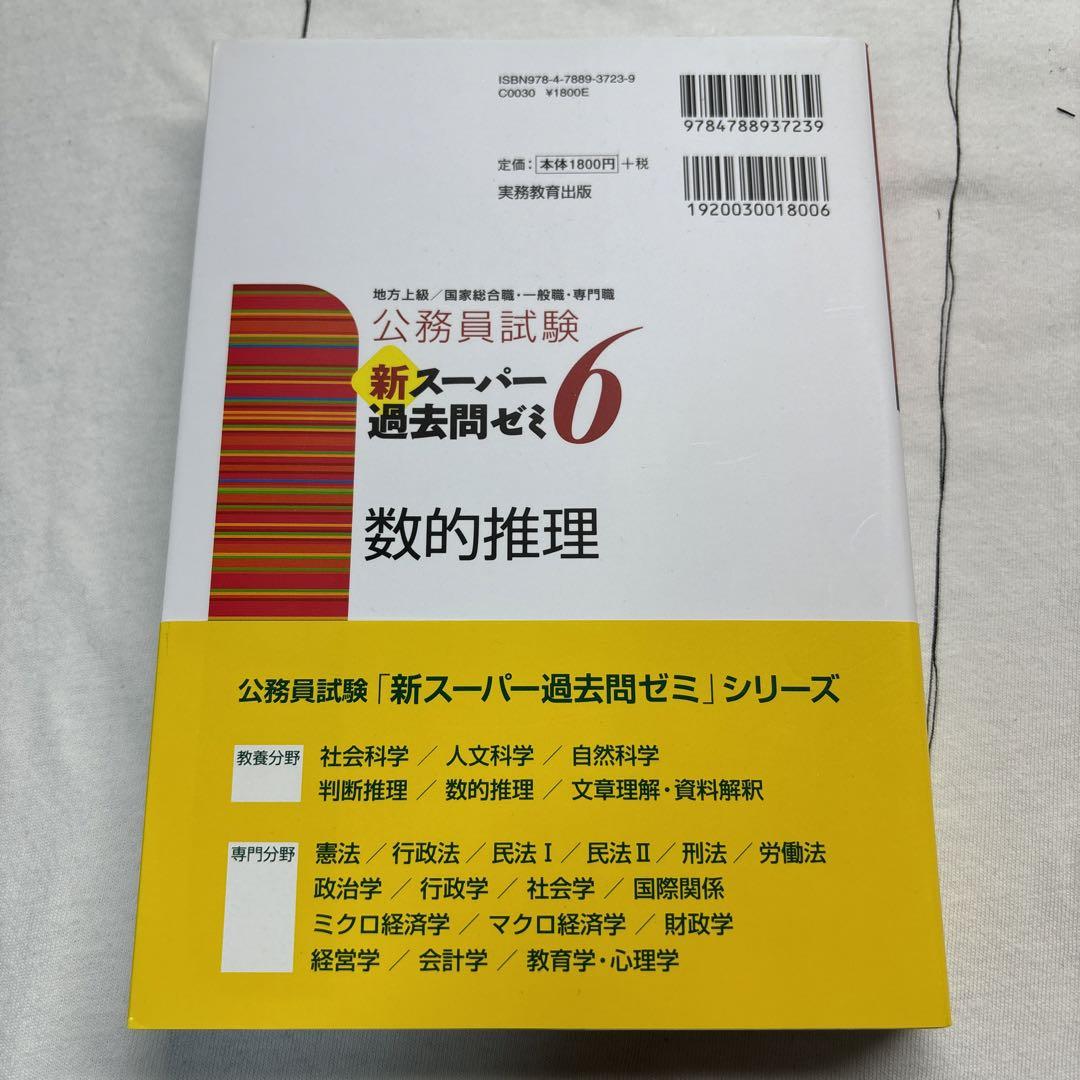 ISBN978-4-7889-3723-9
C0030 ¥1800E
9784788937239
定価：本体1800円+税
実務教育出版
1920030018006
地方上級／国家総合職・一般職・専門職
公務員試験
新スーパー
過去問ゼミ6
数的推理
公務員試験「新スーパー過去問ゼミ」シリーズ
教養分野
社会科学／人文科学／自然科学
判断推理／数的推理／文章理解・資料解釈
専門分野
憲法／行政法／民法Ⅰ／民法Ⅱ／刑法／労働法
政治学／行政学／社会学／国際関係
ミクロ経済学／マクロ経済学／財政学
経営学／会計学／教育学・心理学